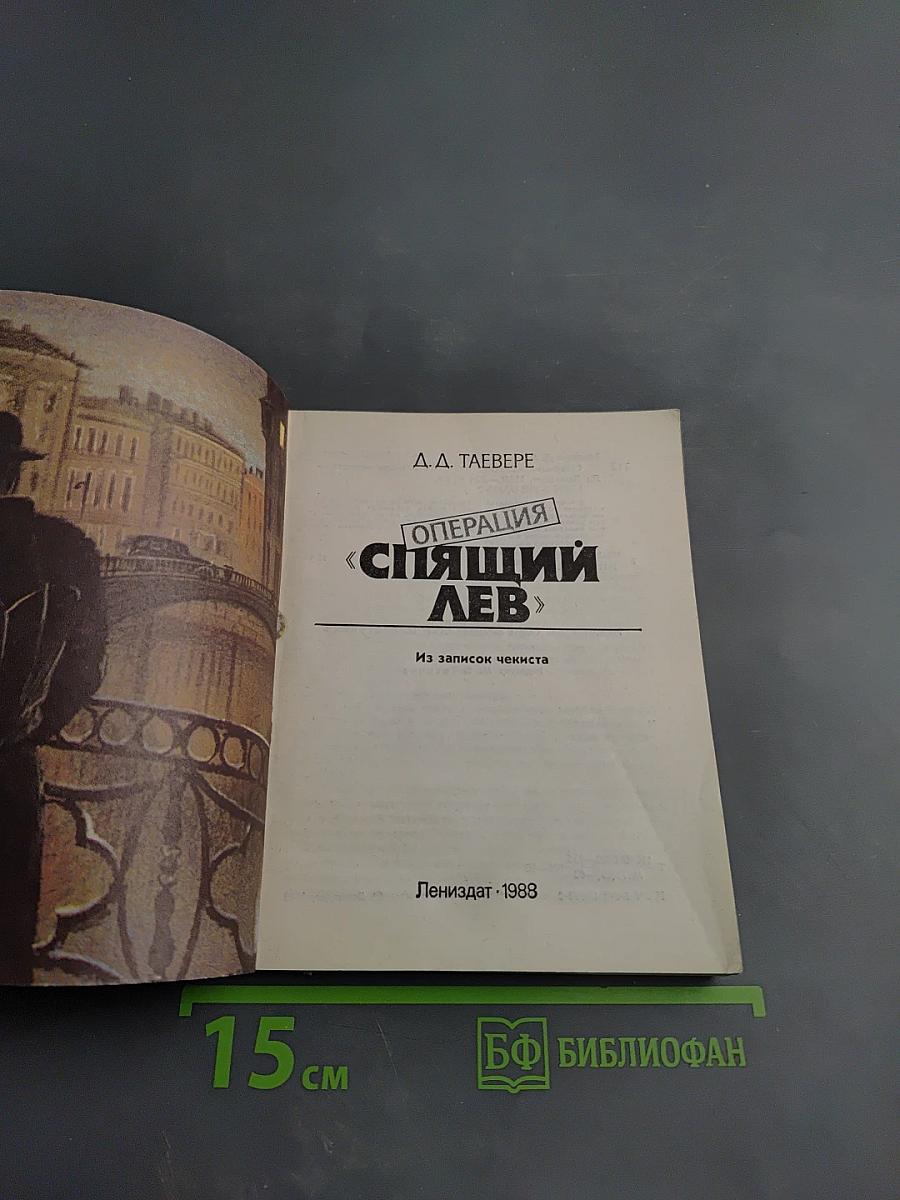 Д. Д. ТАЕВЕРЕ
ОПЕРАЦИЯ
«СПЯЩИЙ
ЛЕВ»
Из записок чекиста
Лениздат · 1988
15 см
БФ БИБЛИОФАН